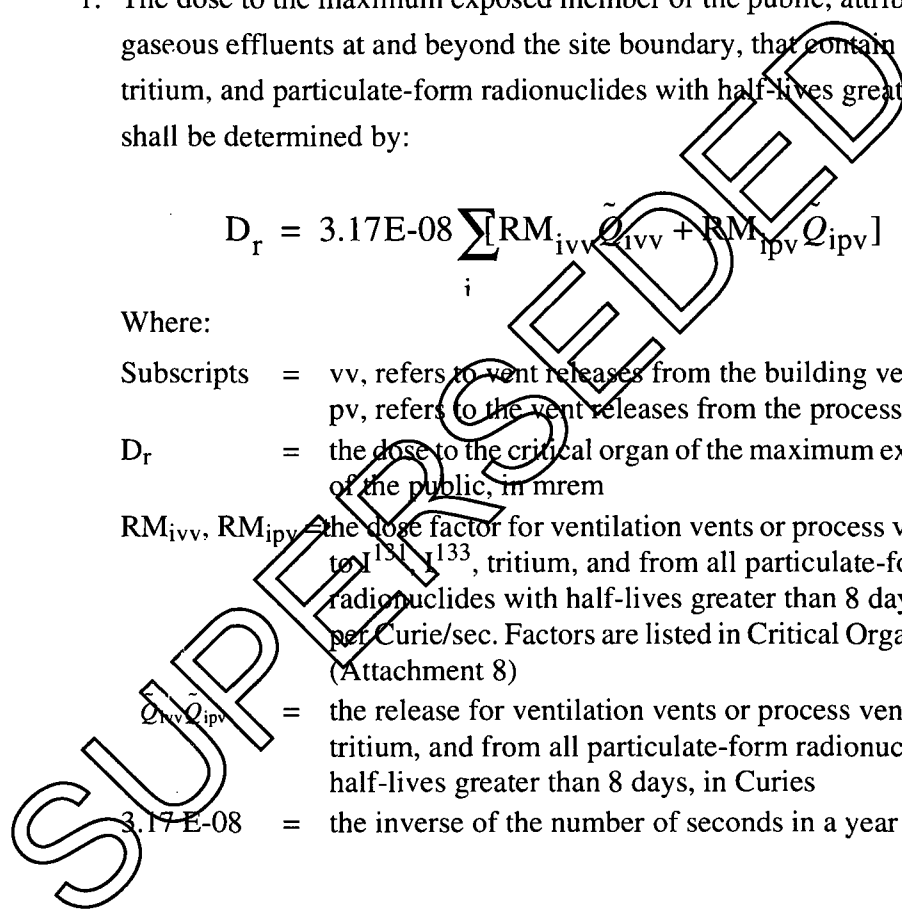 1. The dose to the maximum exposed member of the public, attrib
gaseous effluents at and beyond the site boundary, that contain
tritium, and particulate-form radionuclides with half-lives great
shall be determined by:
D_r = 3.17E-08 ∑_i [RM_ivv Q̃_ivv + RM_ipv Q̃_ipv]
Where:
Subscripts = vv, refers to vent releases from the building ve
pv, refers to the vent releases from the process
D_r = the dose to the critical organ of the maximum ex
of the public, in mrem
RM_ivv, RM_ipv = the dose factor for ventilation vents or process v
to I^131, I^133, tritium, and from all particulate-fo
radionuclides with half-lives greater than 8 day
per Curie/sec. Factors are listed in Critical Orga
(Attachment 8)
Q̃_ivv Q̃_ipv = the release for ventilation vents or process ven
tritium, and from all particulate-form radionuc
half-lives greater than 8 days, in Curies
3.17 E-08 = the inverse of the number of seconds in a year
SUPERSEDED